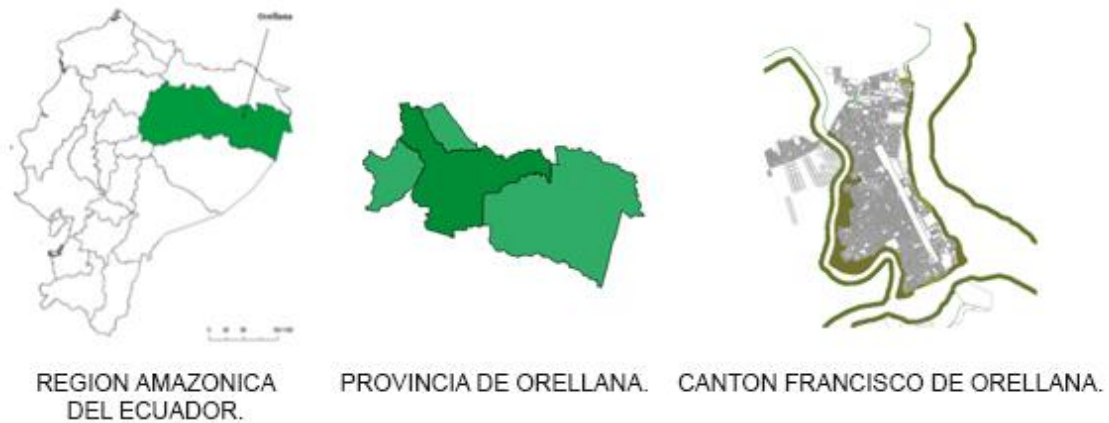 Orellana
REGION AMAZONICA
DEL ECUADOR.
PROVINCIA DE ORELLANA.
CANTON FRANCISCO DE ORELLANA.